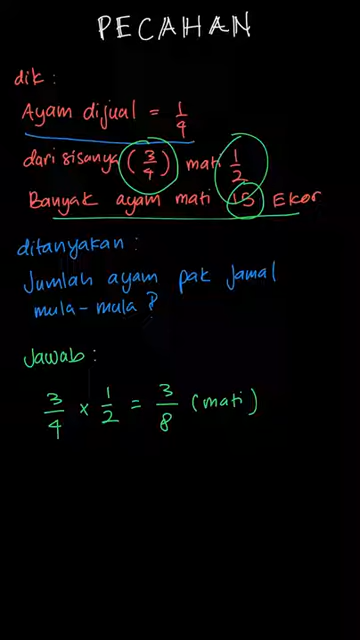 PECAHAN
dik:
Ayam dijual = 1/4
dari sisanya (3/4) mati 1/2
Banyak ayam mati 15 Ekor
ditanyakan:
Jumlah ayam pak jamal
mula-mula ?
Jawab:
3/4 × 1/2 = 3/8 (mati)